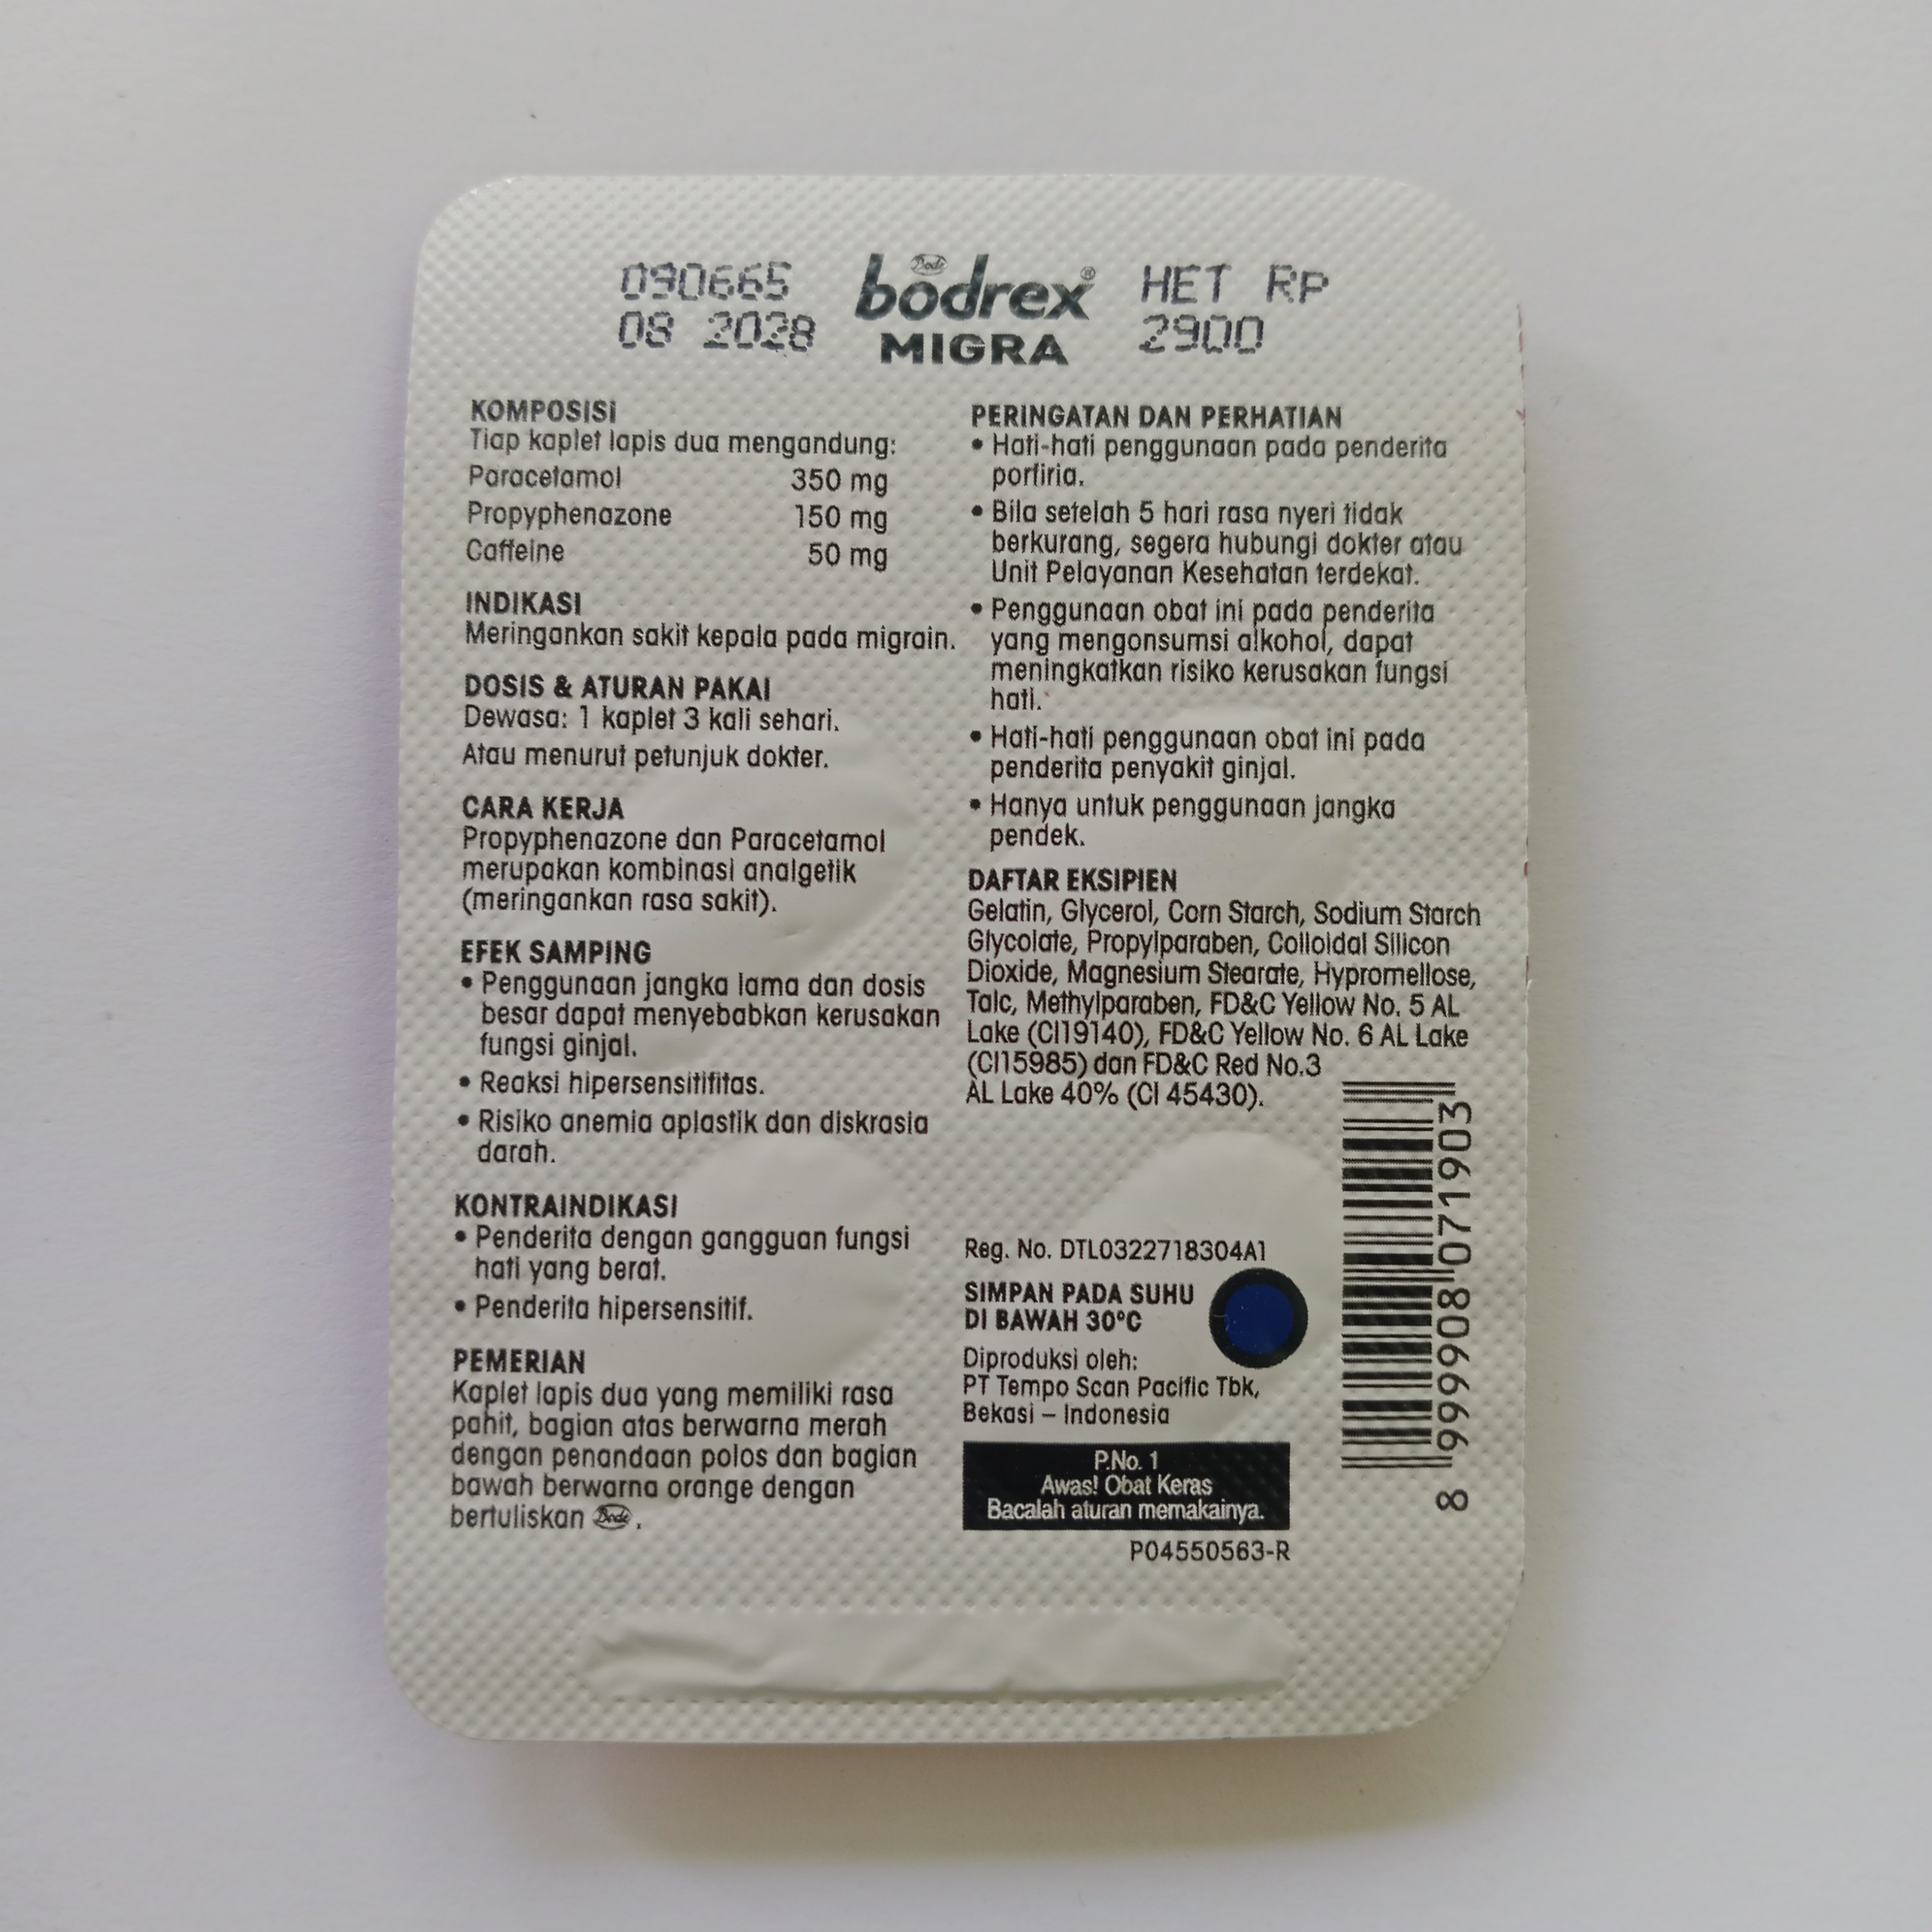 090665
08 2028
Bode
bodrex®
MIGRA
HET RP
2900
KOMPOSISI
Tiap kaplet lapis dua mengandung:
Paracetamol 350 mg
Propyphenazone 150 mg
Caffeine 50 mg
INDIKASI
Meringankan sakit kepala pada migrain.
DOSIS & ATURAN PAKAI
Dewasa: 1 kaplet 3 kali sehari.
Atau menurut petunjuk dokter.
CARA KERJA
Propyphenazone dan Paracetamol
merupakan kombinasi analgetik
(meringankan rasa sakit).
EFEK SAMPING
• Penggunaan jangka lama dan dosis
besar dapat menyebabkan kerusakan
fungsi ginjal.
• Reaksi hipersensitifitas.
• Risiko anemia aplastik dan diskrasia
darah.
KONTRAINDIKASI
• Penderita dengan gangguan fungsi
hati yang berat.
• Penderita hipersensitif.
PEMERIAN
Kaplet lapis dua yang memiliki rasa
pahit, bagian atas berwarna merah
dengan penandaan polos dan bagian
bawah berwarna orange dengan
bertuliskan Bode.
PERINGATAN DAN PERHATIAN
• Hati-hati penggunaan pada penderita
porfiria.
• Bila setelah 5 hari rasa nyeri tidak
berkurang, segera hubungi dokter atau
Unit Pelayanan Kesehatan terdekat.
• Penggunaan obat ini pada penderita
yang mengonsumsi alkohol, dapat
meningkatkan risiko kerusakan fungsi
hati.
• Hati-hati penggunaan obat ini pada
penderita penyakit ginjal.
• Hanya untuk penggunaan jangka
pendek.
DAFTAR EKSIPIEN
Gelatin, Glycerol, Corn Starch, Sodium Starch
Glycolate, Propylparaben, Colloidal Silicon
Dioxide, Magnesium Stearate, Hypromellose,
Talc, Methylparaben, FD&C Yellow No. 5 AL
Lake (CI19140), FD&C Yellow No. 6 AL Lake
(CI15985) dan FD&C Red No.3
AL Lake 40% (CI 45430).
Reg. No. DTL0322718304A1
SIMPAN PADA SUHU
DI BAWAH 30°C
Diproduksi oleh:
PT Tempo Scan Pacific Tbk,
Bekasi – Indonesia
P.No. 1
Awas! Obat Keras
Bacalah aturan memakainya.
P04550563-R
8 999908 071903